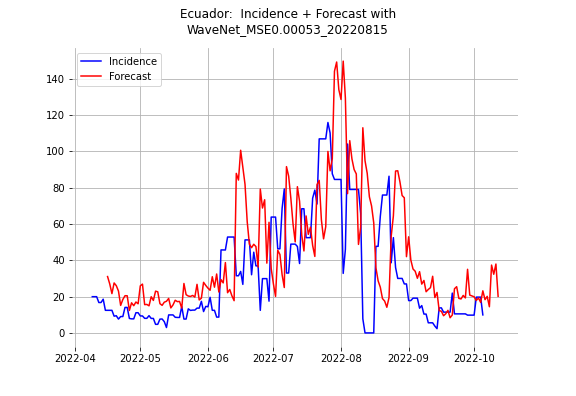 Ecuador:  Incidence + Forecast with
WaveNet_MSE0.00053_20220815
Incidence
Forecast
140
120
100
80
60
40
20
0
2022-04 2022-05 2022-06 2022-07 2022-08 2022-09 2022-10